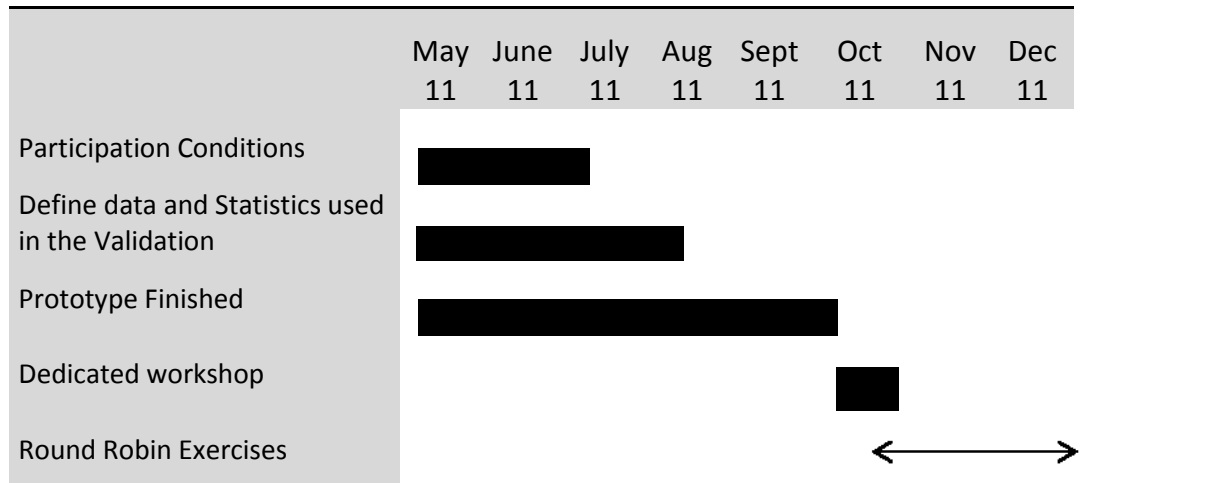 May June July Aug Sept Oct Nov Dec
11 11 11 11 11 11 11 11
Participation Conditions
Define data and Statistics used
in the Validation
Prototype Finished
Dedicated workshop
Round Robin Exercises